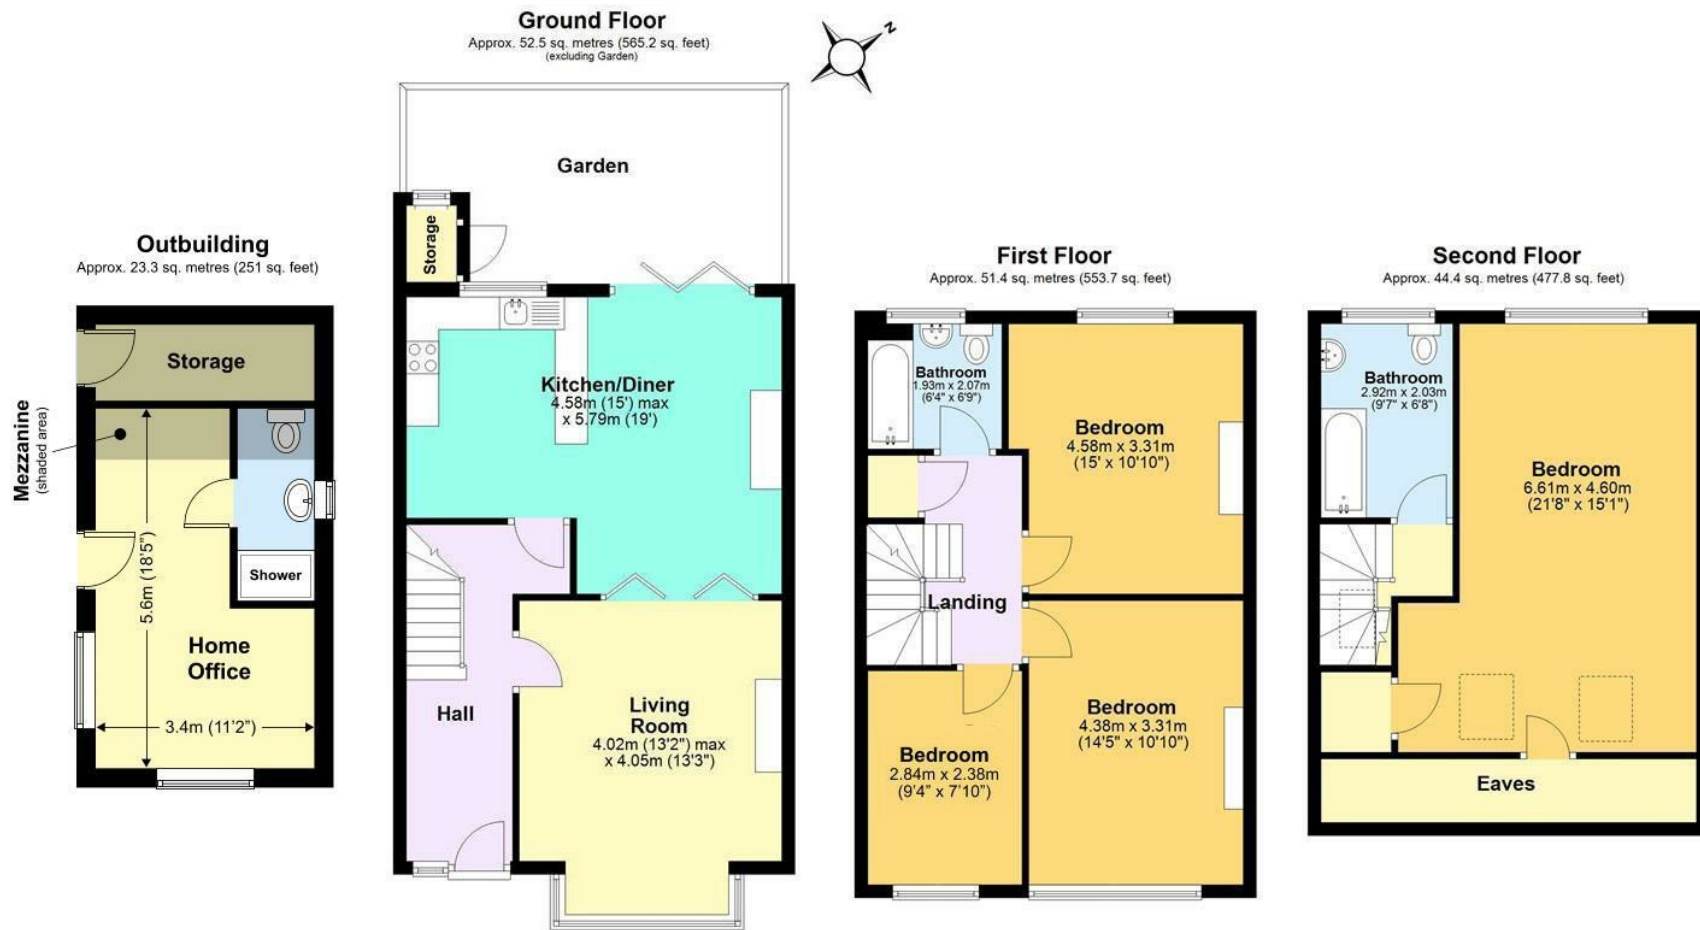 Ground Floor
Approx. 52.5 sq. metres (565.2 sq. feet)
(excluding Garden)
N
Garden
Storage
Kitchen/Diner
4.58m (15') max
x 5.79m (19')
Hall
Living
Room
4.02m (13'2") max
x 4.05m (13'3")
Outbuilding
Approx. 23.3 sq. metres (251 sq. feet)
Storage
Mezzanine
(shaded area)
5.6m (18'5")
Shower
Home
Office
3.4m (11'2")
First Floor
Approx. 51.4 sq. metres (553.7 sq. feet)
Bathroom
1.93m x 2.07m
(6'4" x 6'9")
Bedroom
4.58m x 3.31m
(15' x 10'10")
Landing
Bedroom
2.84m x 2.38m
(9'4" x 7'10")
Bedroom
4.38m x 3.31m
(14'5" x 10'10")
Second Floor
Approx. 44.4 sq. metres (477.8 sq. feet)
Bathroom
2.92m x 2.03m
(9'7" x 6'8")
Bedroom
6.61m x 4.60m
(21'8" x 15'1")
Eaves